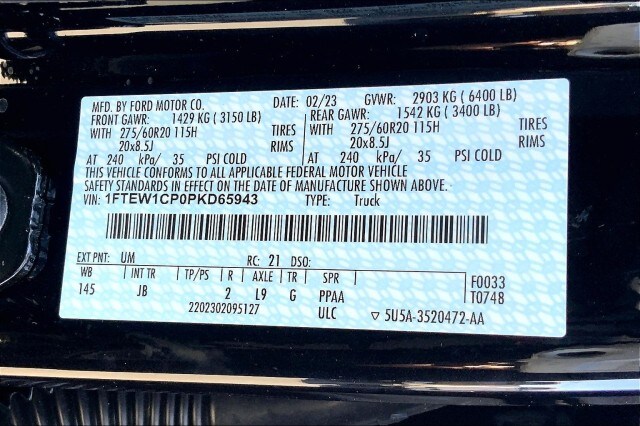 MFD. BY FORD MOTOR CO. DATE: 02/23 GVWR: 2903 KG ( 6400 LB)
FRONT GAWR: 1429 KG ( 3150 LB) REAR GAWR: 1542 KG ( 3400 LB)
WITH 275/60R20 115H TIRES WITH 275/60R20 115H TIRES
20x8.5J RIMS 20x8.5J RIMS
AT 240 kPa/ 35 PSI COLD AT 240 kPa/ 35 PSI COLD
THIS VEHICLE CONFORMS TO ALL APPLICABLE FEDERAL MOTOR VEHICLE
SAFETY STANDARDS IN EFFECT ON THE DATE OF MANUFACTURE SHOWN ABOVE.
VIN: 1FTEW1CP0PKD65943 TYPE: Truck
EXT PNT: UM RC: 21 DSO:
WB INT TR TP/PS R AXLE TR SPR F0033
145 JB 2 L9 G PPAA T0748
2202302095127 ULC ▽ 5U5A-3520472-AA